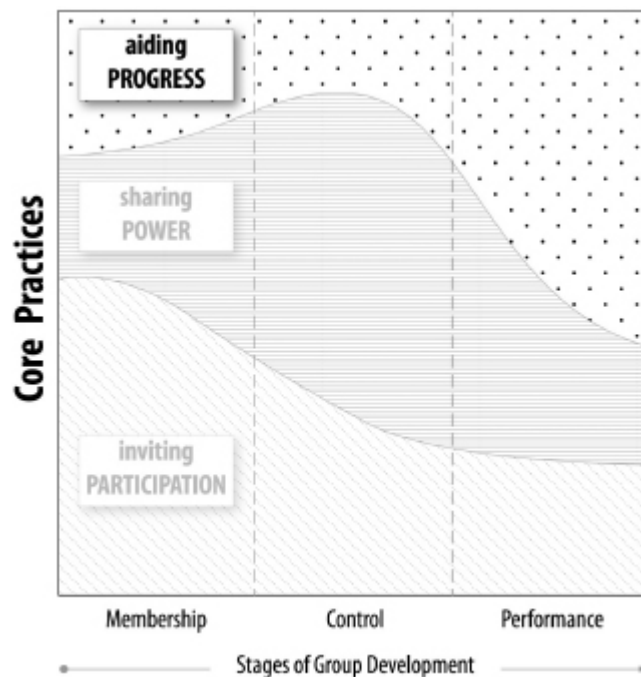 aiding
PROGRESS
sharing
POWER
inviting
PARTICIPATION
Core Practices
Membership
Control
Performance
Stages of Group Development